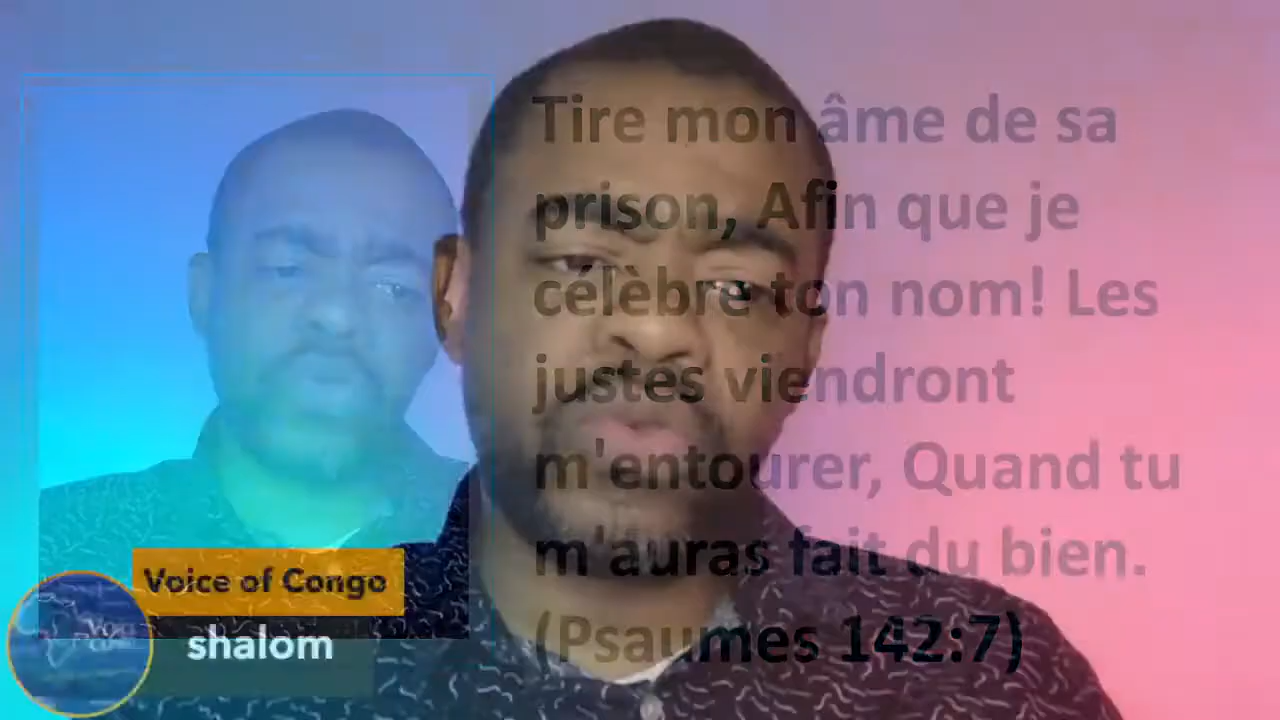 Tire mon âme de sa
prison, Afin que je
célèbre ton nom! Les
justes viendront
m'entourer, Quand tu
m'auras fait du bien.
(Psaumes 142:7)
Voice of Congo
shalom